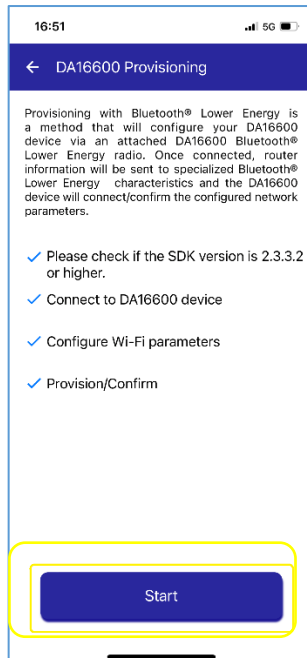 16:51
5G
← DA16600 Provisioning
Provisioning with Bluetooth® Lower Energy is
a method that will configure your DA16600
device via an attached DA16600 Bluetooth®
Lower Energy radio. Once connected, router
information will be sent to specialized Bluetooth®
Lower Energy characteristics and the DA16600
device will connect/confirm the configured network
parameters.
✓ Please check if the SDK version is 2.3.3.2
or higher.
✓ Connect to DA16600 device
✓ Configure Wi-Fi parameters
✓ Provision/Confirm
Start